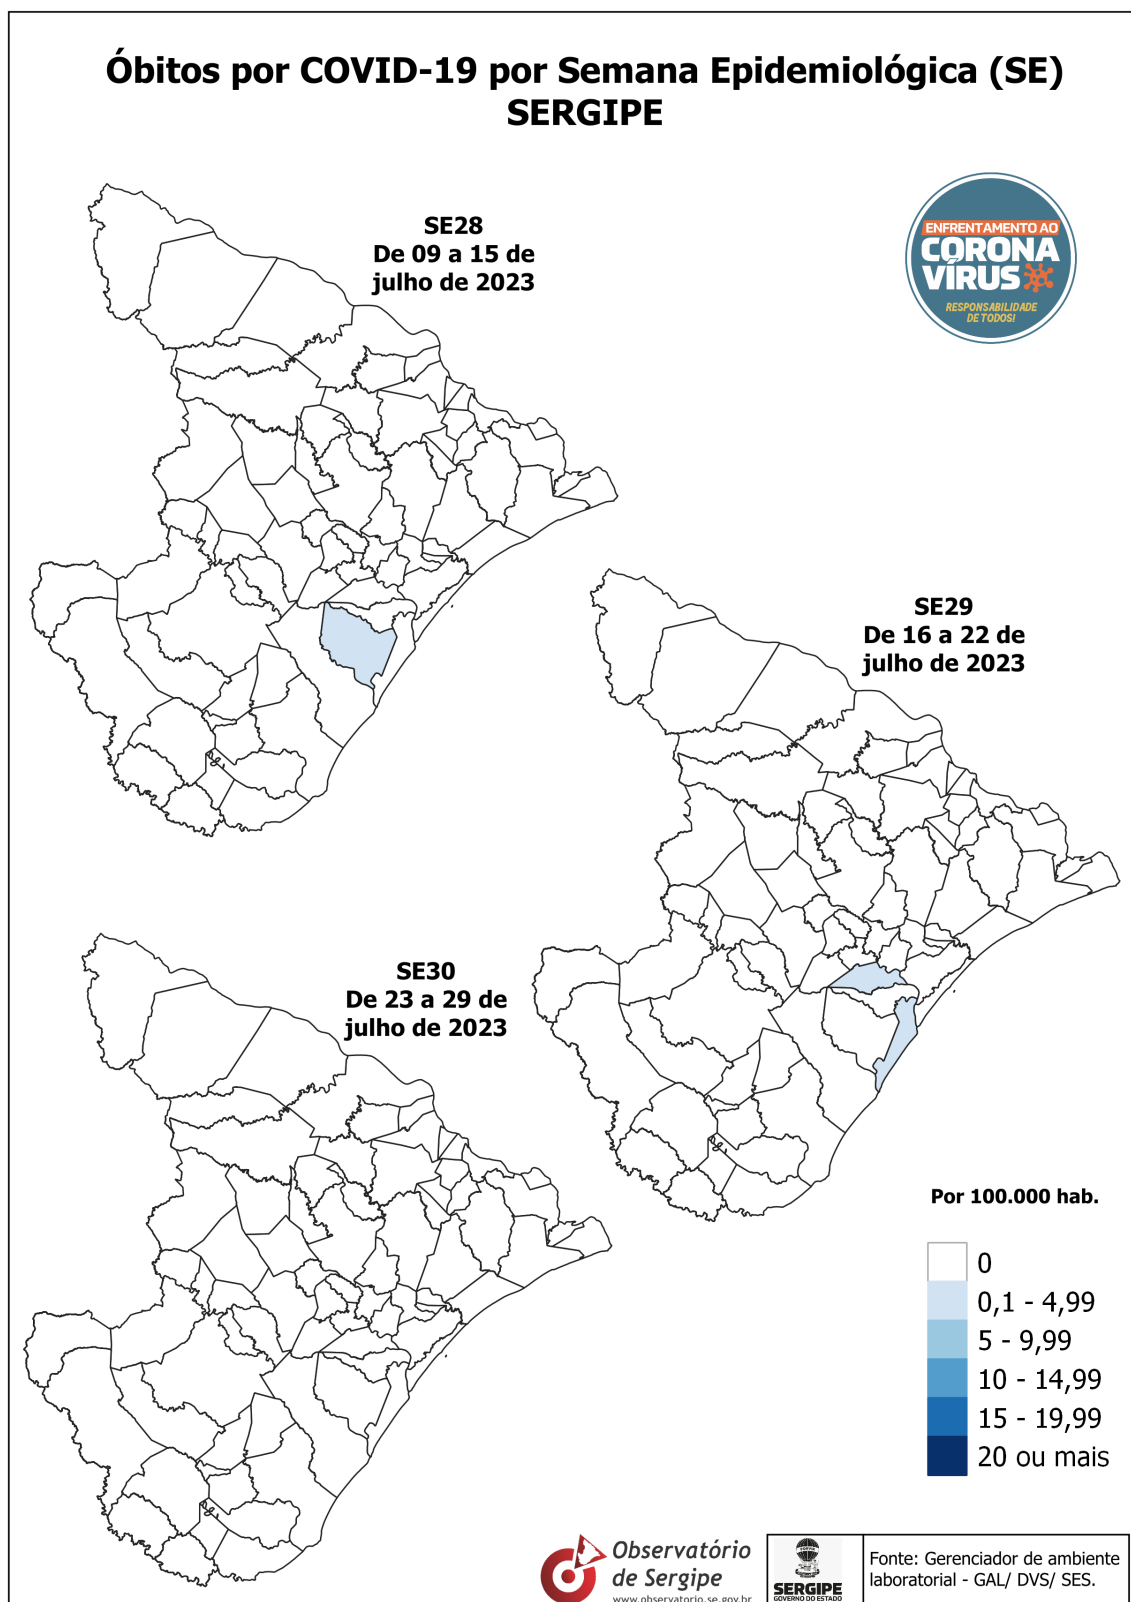 Óbitos por COVID-19 por Semana Epidemiológica (SE)
SERGIPE
SE28
De 09 a 15 de
julho de 2023
ENFRENTAMENTO AO
CORONA
VÍRUS
RESPONSABILIDADE
DE TODOS!
SE29
De 16 a 22 de
julho de 2023
SE30
De 23 a 29 de
julho de 2023
Por 100.000 hab.
0
0,1 - 4,99
5 - 9,99
10 - 14,99
15 - 19,99
20 ou mais
Observatório
de Sergipe
www.observatorio.se.gov.br
SERGIPE
GOVERNO DO ESTADO
Fonte: Gerenciador de ambiente
laboratorial - GAL/ DVS/ SES.